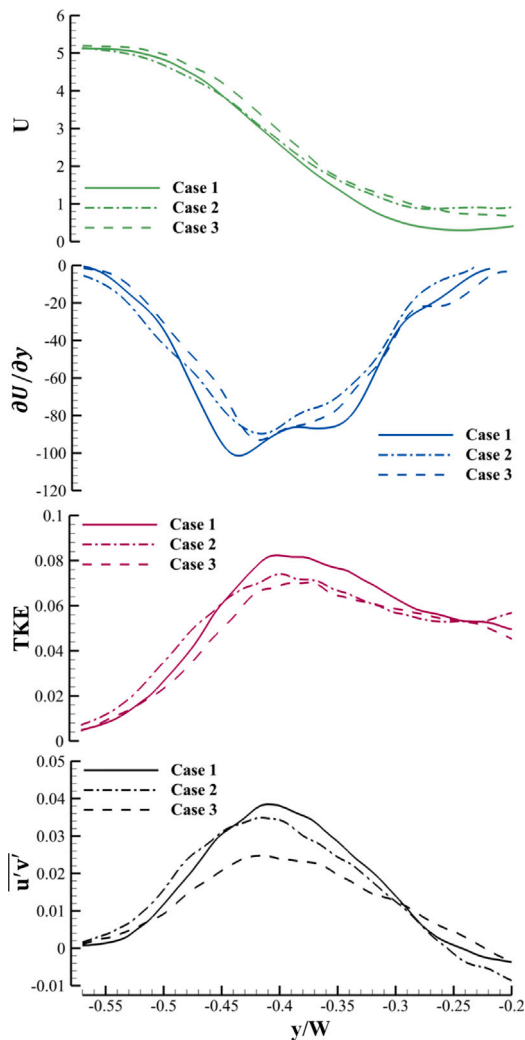 6
5
4
3
2
1
0
U
Case 1
Case 2
Case 3
0
-20
-40
-60
-80
-100
-120
∂U/∂y
Case 1
Case 2
Case 3
0.1
0.08
0.06
0.04
0.02
0
TKE
Case 1
Case 2
Case 3
0.05
0.04
0.03
0.02
0.01
0
-0.01
u'v'
Case 1
Case 2
Case 3
-0.55 -0.5 -0.45 -0.4 -0.35 -0.3 -0.25 -0.2
y/W